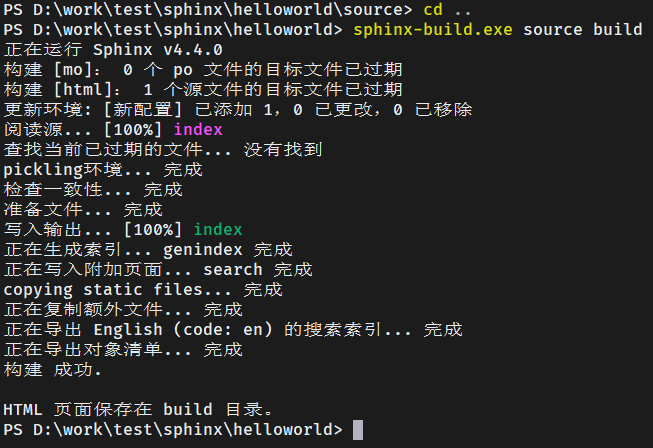 PS D:\work\test\sphinx\helloworld\source> cd ..
PS D:\work\test\sphinx\helloworld> sphinx-build.exe source build
正在运行 Sphinx v4.4.0
构建 [mo]： 0 个 po 文件的目标文件已过期
构建 [html]： 1 个源文件的目标文件已过期
更新环境: [新配置] 已添加 1，0 已更改，0 已移除
阅读源... [100%] index
查找当前已过期的文件... 没有找到
pickling环境... 完成
检查一致性... 完成
准备文件... 完成
写入输出... [100%] index
正在生成索引... genindex 完成
正在写入附加页面... search 完成
copying static files... 完成
正在复制额外文件... 完成
正在导出 English (code: en) 的搜索索引... 完成
正在导出对象清单... 完成
构建 成功.
HTML 页面保存在 build 目录。
PS D:\work\test\sphinx\helloworld>